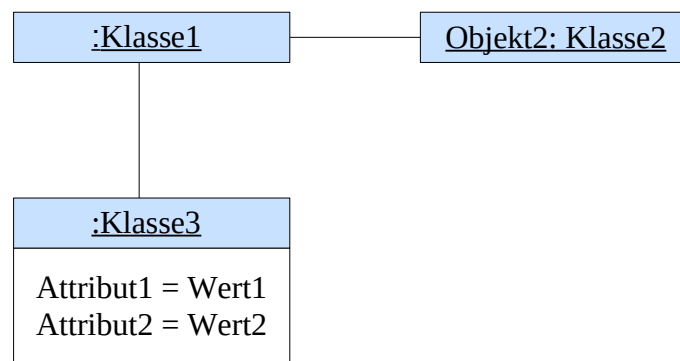 :Klasse1
Objekt2: Klasse2
:Klasse3
Attribut1 = Wert1
Attribut2 = Wert2